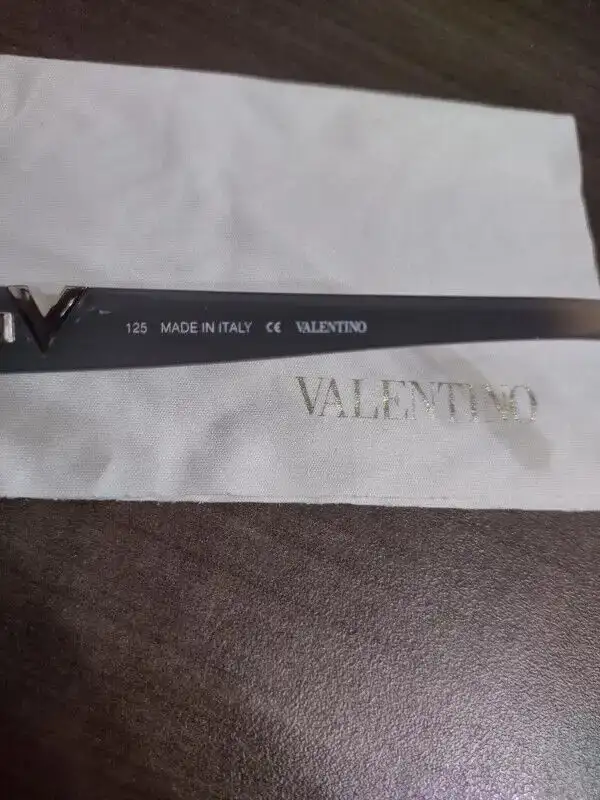 V
125 MADE IN ITALY CE VALENTINO
VALENTINO